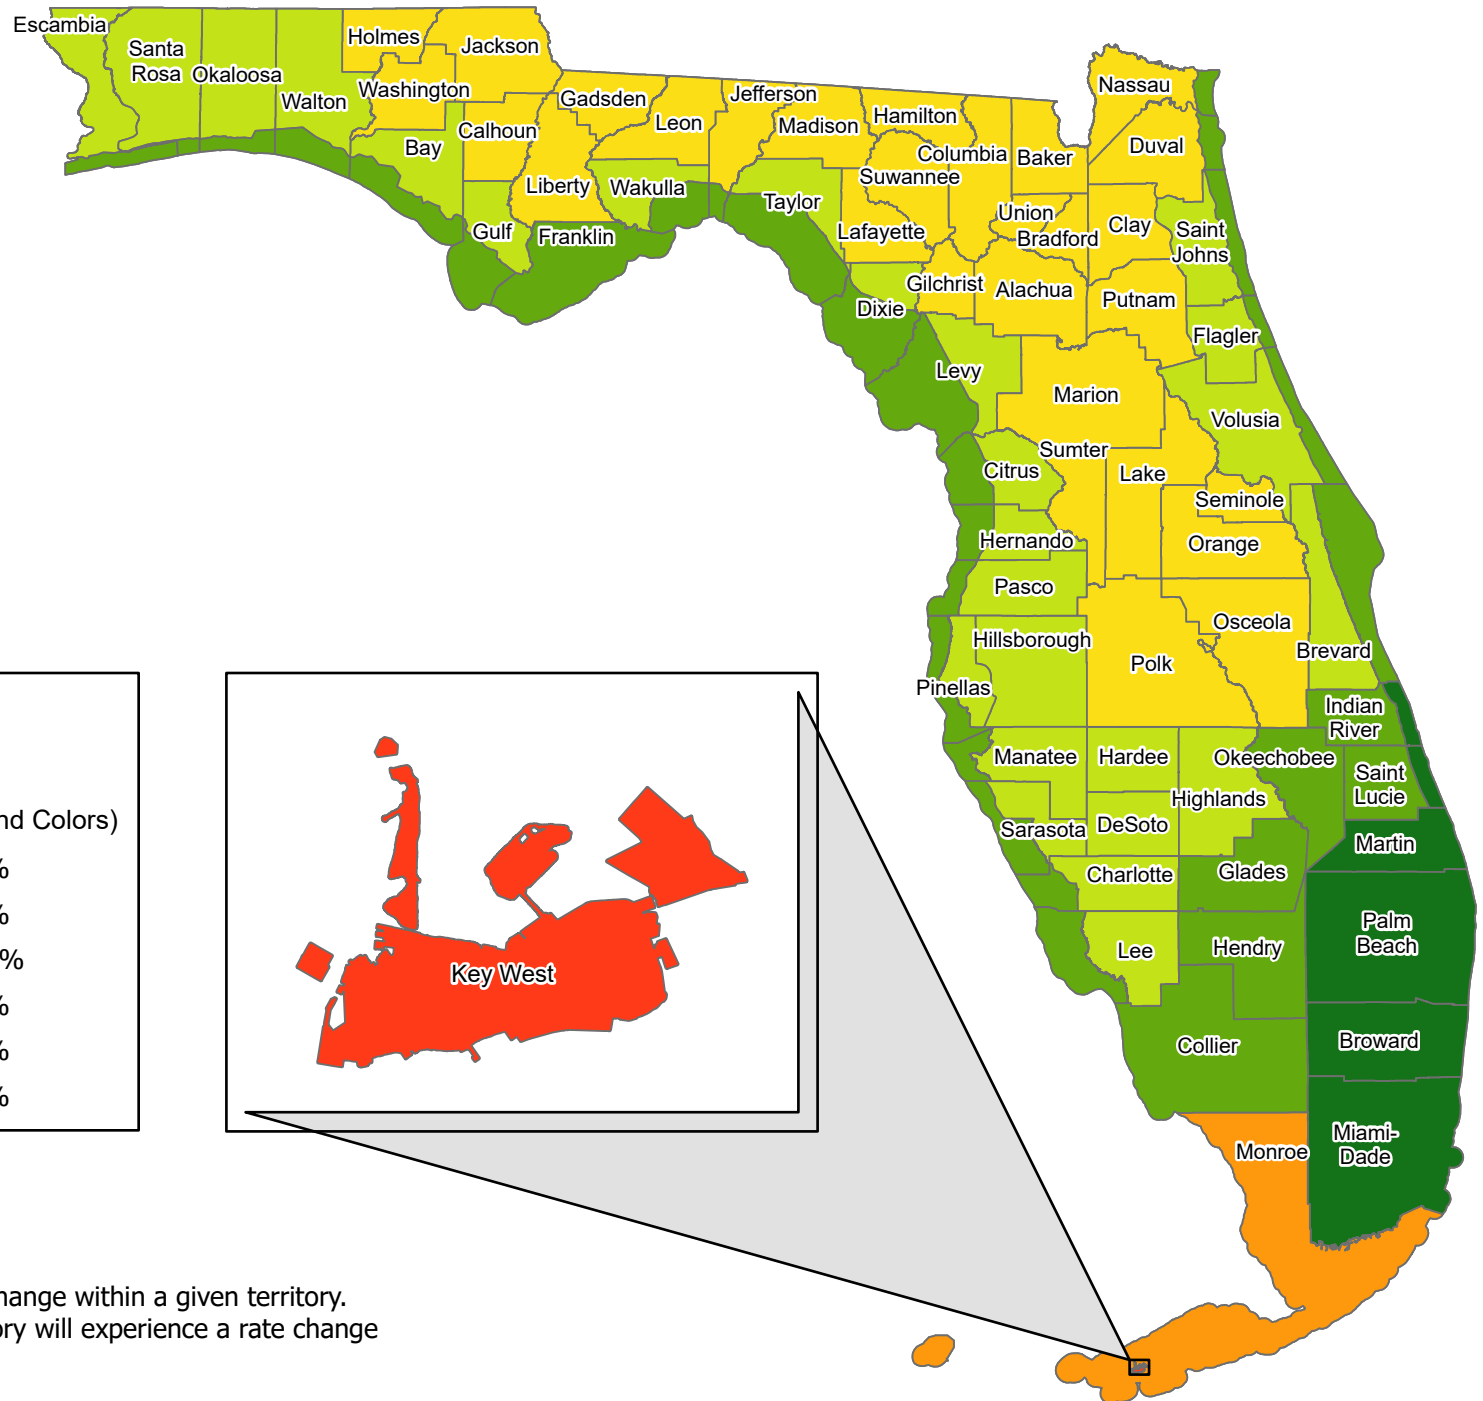 Escambia
Santa
Rosa
Okaloosa
Walton
Holmes
Jackson
Washington
Bay
Calhoun
Gadsden
Liberty
Gulf
Franklin
Leon
Wakulla
Jefferson
Madison
Taylor
Hamilton
Suwannee
Lafayette
Columbia
Baker
Nassau
Duval
Union
Bradford
Clay
Saint
Johns
Gilchrist
Alachua
Putnam
Dixie
Flagler
Levy
Marion
Volusia
Citrus
Sumter
Lake
Seminole
Hernando
Orange
Pasco
Hillsborough
Pinellas
Polk
Osceola
Brevard
Indian
River
Manatee
Hardee
Okeechobee
Highlands
Saint
Lucie
Sarasota
DeSoto
Martin
Charlotte
Glades
Lee
Hendry
Palm
Beach
Collier
Broward
Monroe
Miami-
Dade
Key West
nd Colors)
%
%
%
%
%
%
hange within a given territory.
ory will experience a rate change